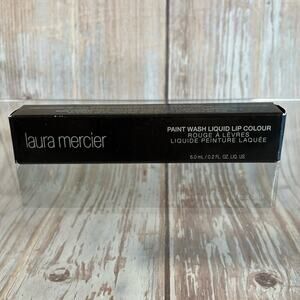 laura mercier
PAINT WASH LIQUID LIP COLOUR
ROUGE À LÈVRES
LIQUIDE PEINTURE LAQUÉE
6.0 mL / 0.2 FL. OZ. LIQ. US